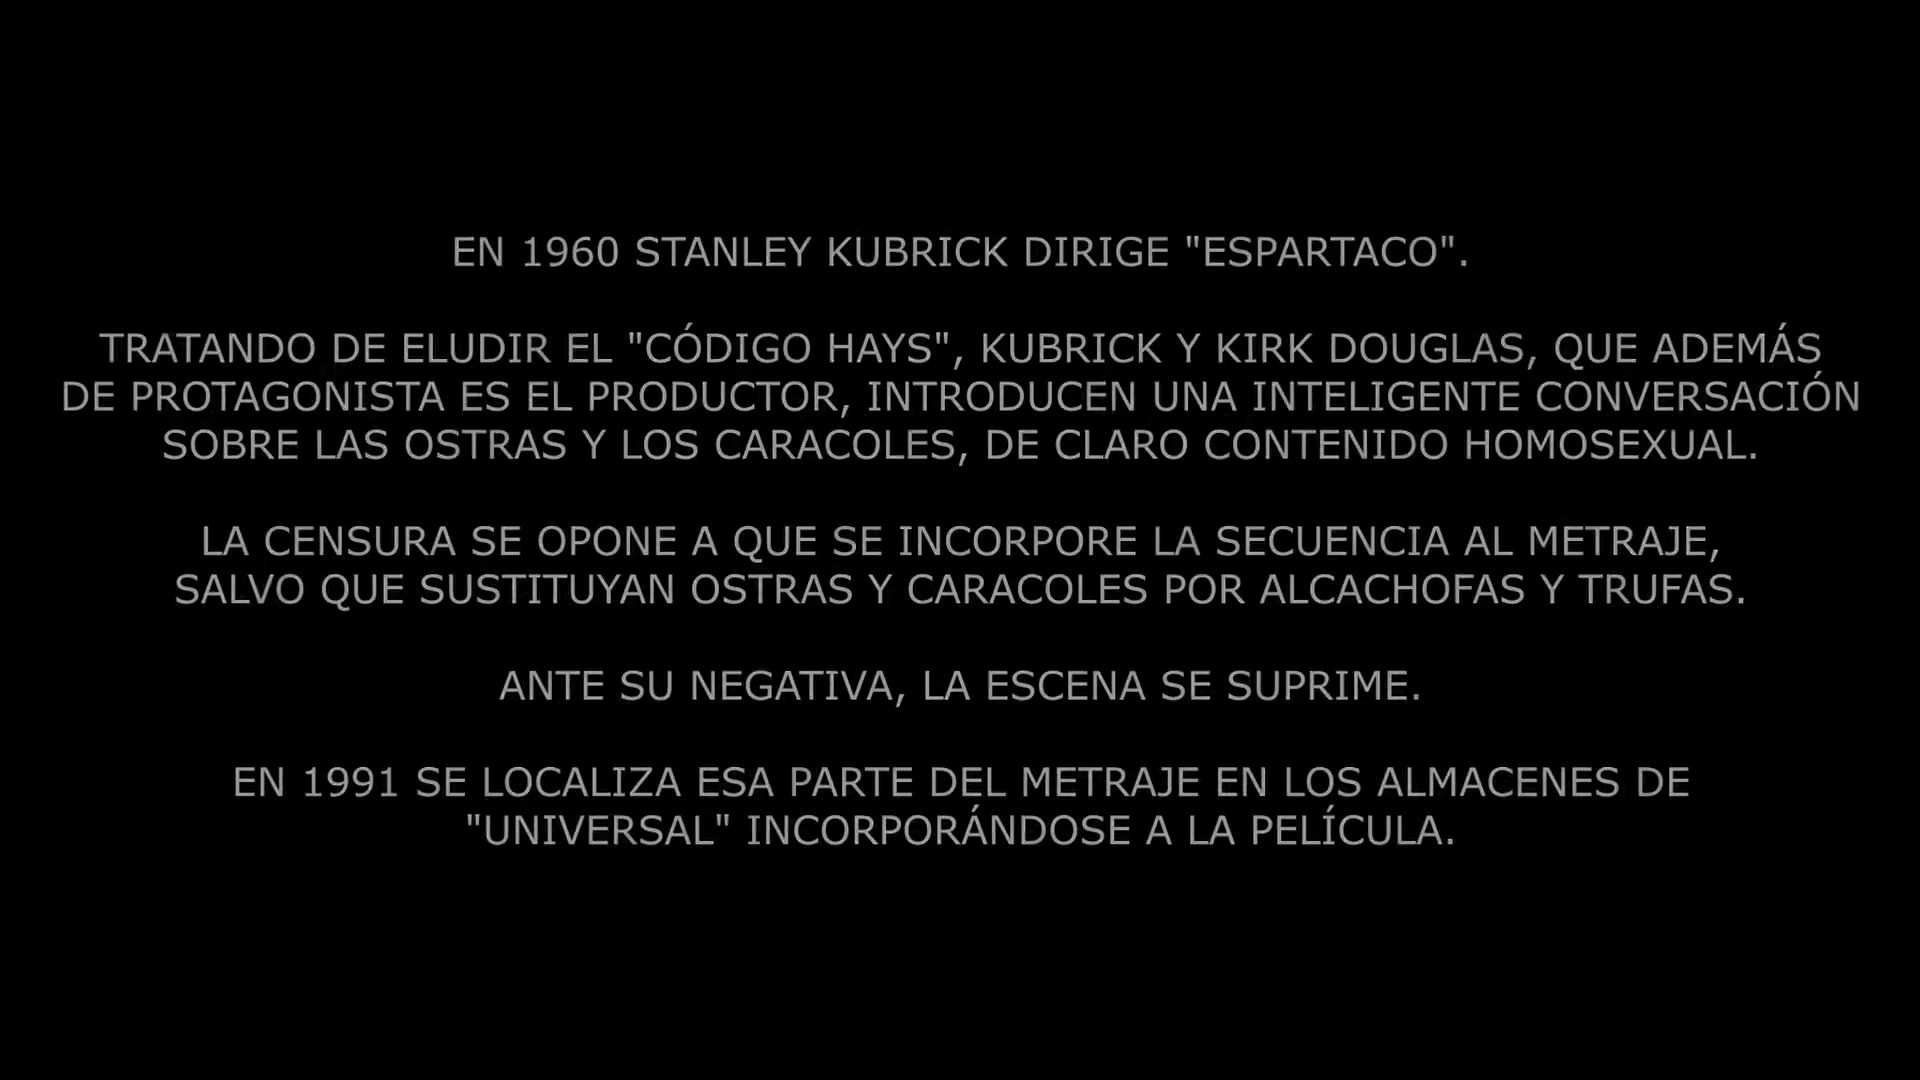 EN 1960 STANLEY KUBRICK DIRIGE "ESPARTACO".
TRATANDO DE ELUDIR EL "CÓDIGO HAYS", KUBRICK Y KIRK DOUGLAS, QUE ADEMÁS
DE PROTAGONISTA ES EL PRODUCTOR, INTRODUCEN UNA INTELIGENTE CONVERSACIÓN
SOBRE LAS OSTRAS Y LOS CARACOLES, DE CLARO CONTENIDO HOMOSEXUAL.
LA CENSURA SE OPONE A QUE SE INCORPORE LA SECUENCIA AL METRAJE,
SALVO QUE SUSTITUYAN OSTRAS Y CARACOLES POR ALCACHOFAS Y TRUFAS.
ANTE SU NEGATIVA, LA ESCENA SE SUPRIME.
EN 1991 SE LOCALIZA ESA PARTE DEL METRAJE EN LOS ALMACENES DE
"UNIVERSAL" INCORPORÁNDOSE A LA PELÍCULA.